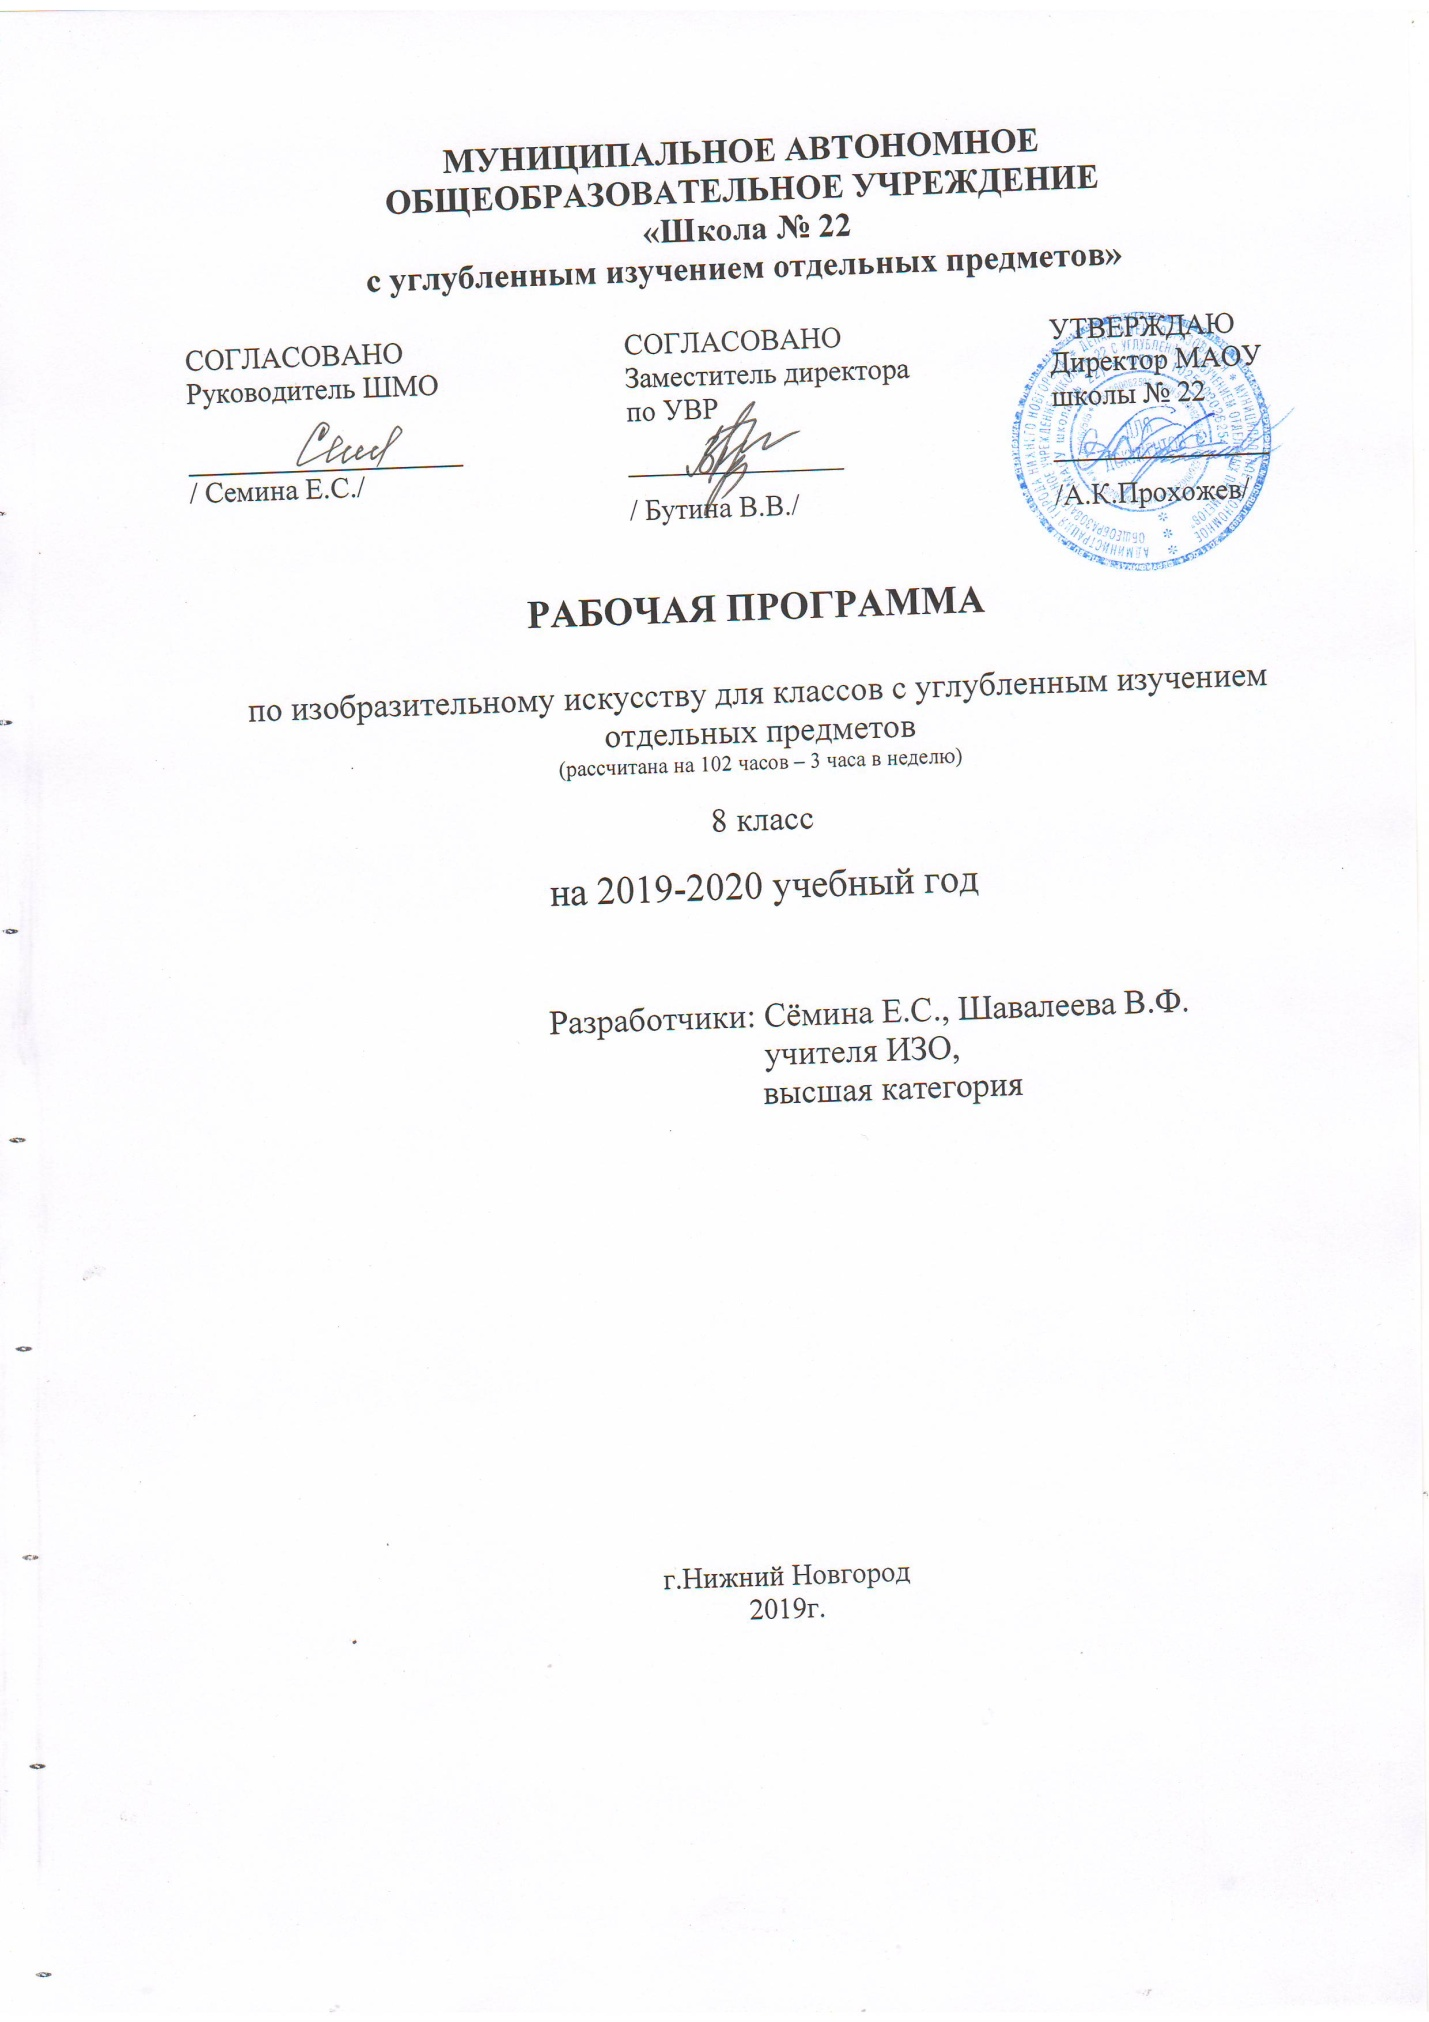 МУНИЦИПАЛЬНОЕ АВТОНОМНОЕ
ОБЩЕОБРАЗОВАТЕЛЬНОЕ УЧРЕЖДЕНИЕ
«Школа № 22
с углубленным изучением отдельных предметов»
СОГЛАСОВАНО
Руководитель ШМО
/ Семина Е.С./
СОГЛАСОВАНО
Заместитель директора
по УВР
/ Бутина В.В./
УТВЕРЖДАЮ
Директор МАОУ
школы № 22
/А.К.Прохожев/
ДЛЯ
ДОКУМЕНТОВ
РАБОЧАЯ ПРОГРАММА
по изобразительному искусству для классов с углубленным изучением
отдельных предметов
(рассчитана на 102 часов – 3 часа в неделю)
8 класс
на 2019-2020 учебный год
Разработчики: Сёмина Е.С., Шавалеева В.Ф.
учителя ИЗО,
высшая категория
г.Нижний Новгород
2019г.